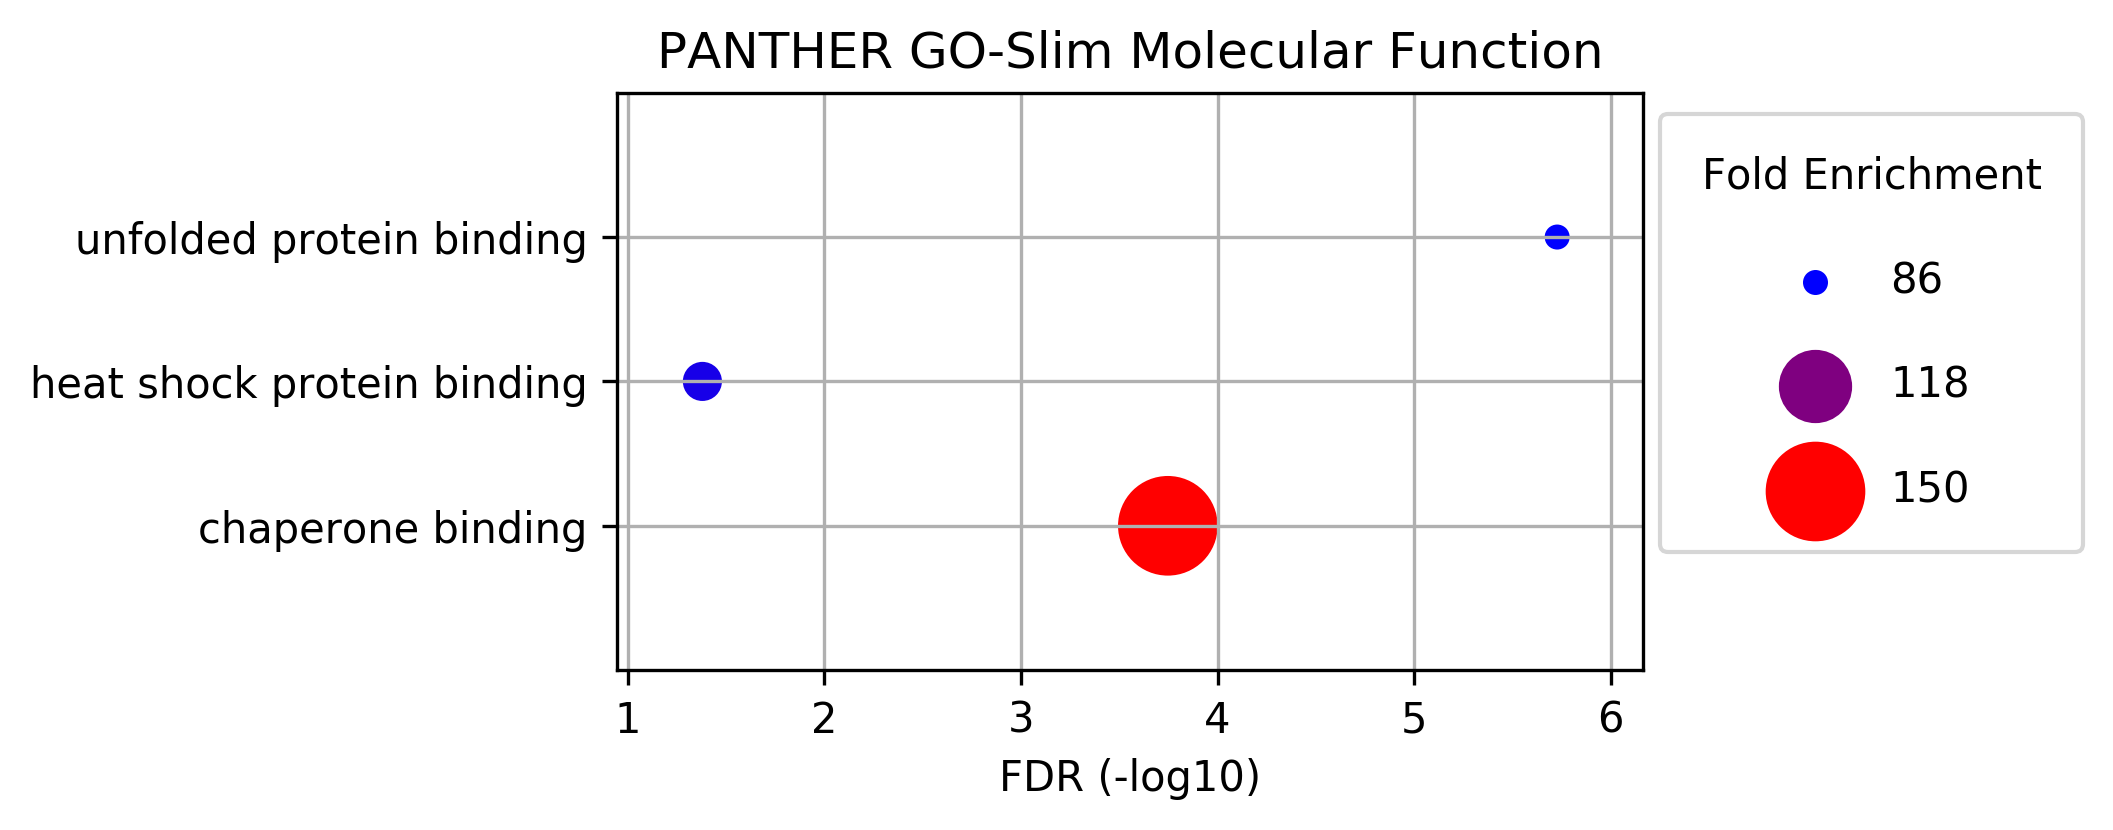 PANTHER GO-Slim Molecular Function
unfolded protein binding
heat shock protein binding
chaperone binding
1 2 3 4 5 6
FDR (-log10)
Fold Enrichment
86
118
150